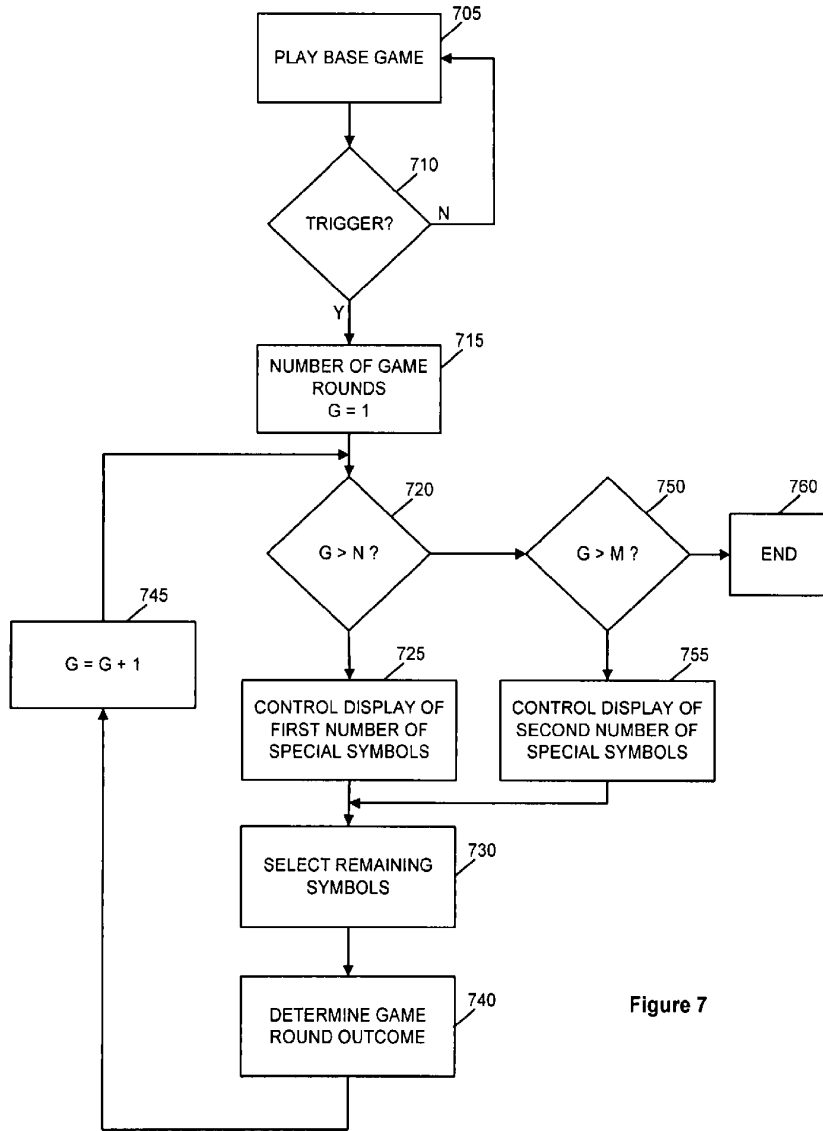 705
PLAY BASE GAME
710
TRIGGER?
N
Y
715
NUMBER OF GAME
ROUNDS
G = 1
720
G > N ?
750
G > M ?
760
END
745
G = G + 1
725
CONTROL DISPLAY OF
FIRST NUMBER OF
SPECIAL SYMBOLS
755
CONTROL DISPLAY OF
SECOND NUMBER OF
SPECIAL SYMBOLS
730
SELECT REMAINING
SYMBOLS
740
DETERMINE GAME
ROUND OUTCOME
Figure 7